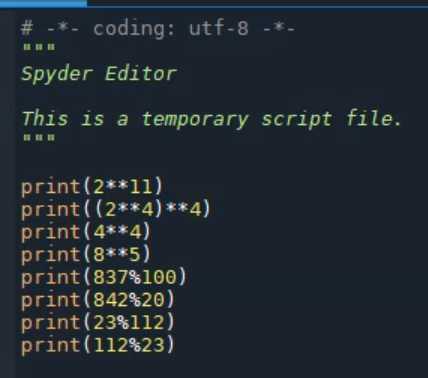 # -*- coding: utf-8 -*-
"""
Spyder Editor

This is a temporary script file.
"""

print(2**11)
print((2**4)**4)
print(4**4)
print(8**5)
print(837%100)
print(842%20)
print(23%112)
print(112%23)